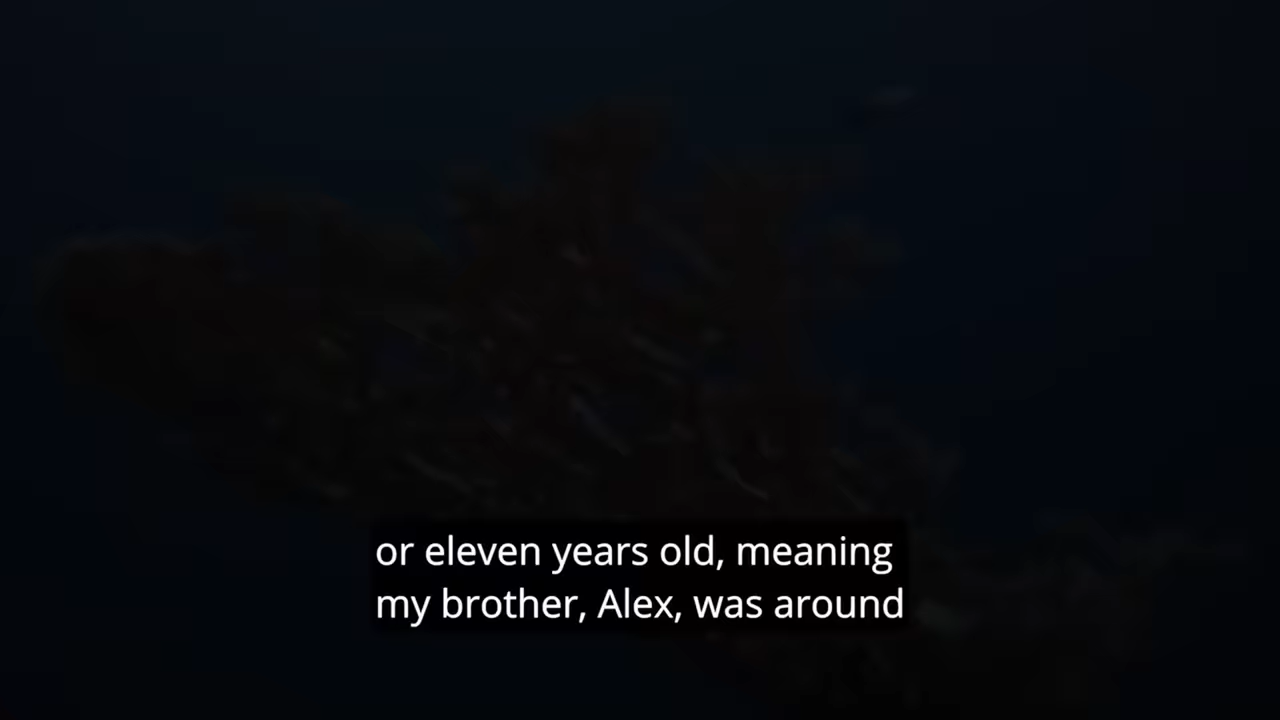 or eleven years old, meaning
my brother, Alex, was around